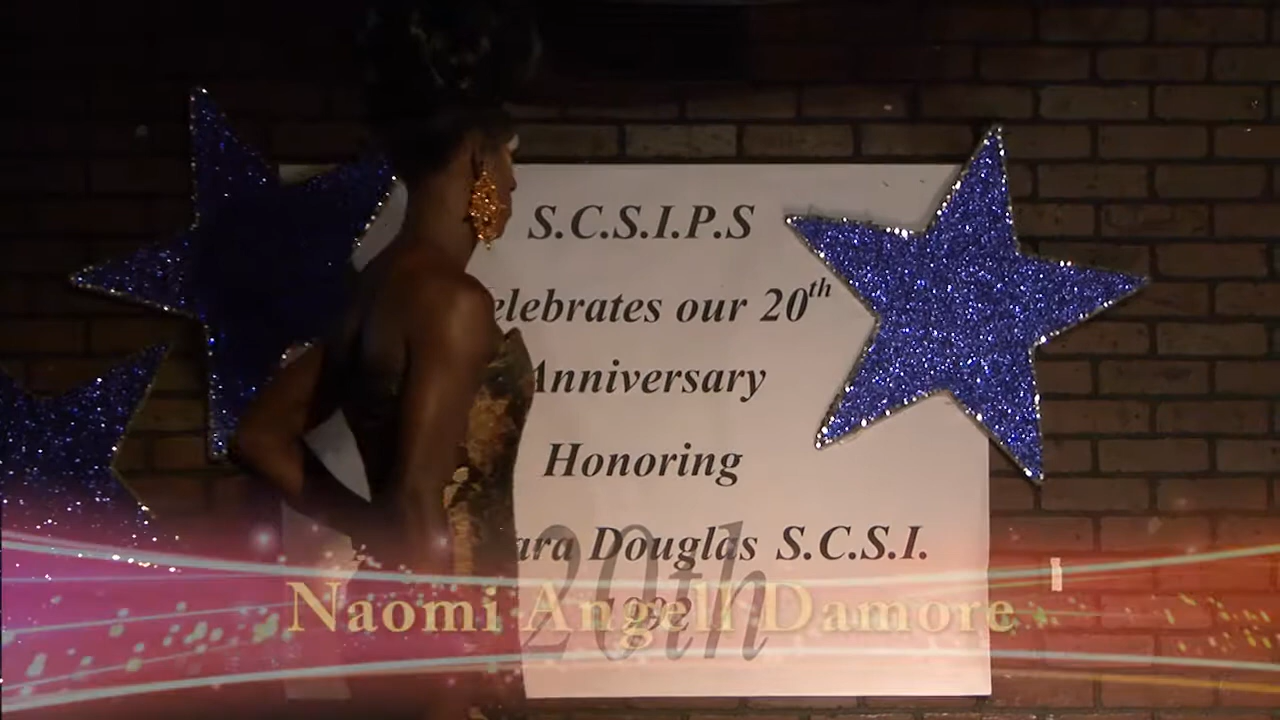 S.C.S.I.P.S
elebrates our 20th
Anniversary
Honoring
ara Douglas S.C.S.I.
20th
Naomi Angell Damore